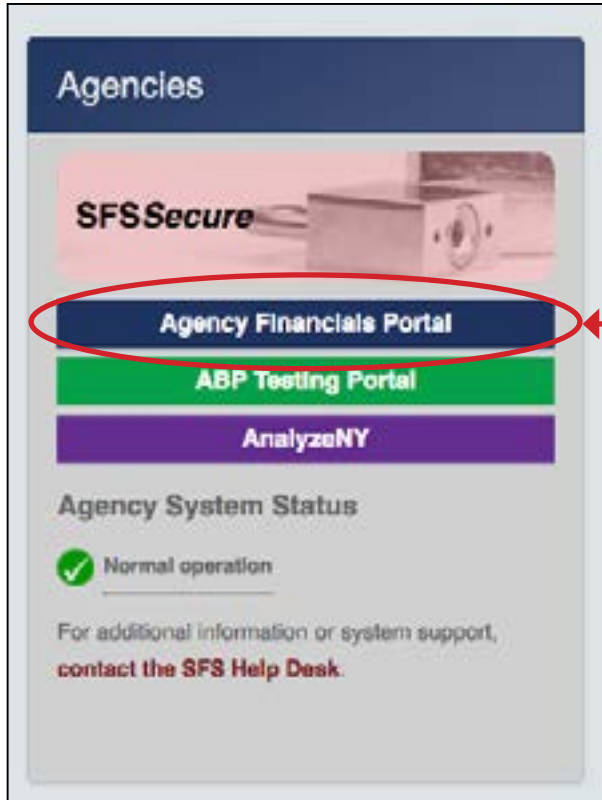 Agencies
SFSSecure
Agency Financials Portal
ABP Testing Portal
AnalyzeNY
Agency System Status
Normal operation
For additional information or system support,
contact the SFS Help Desk.